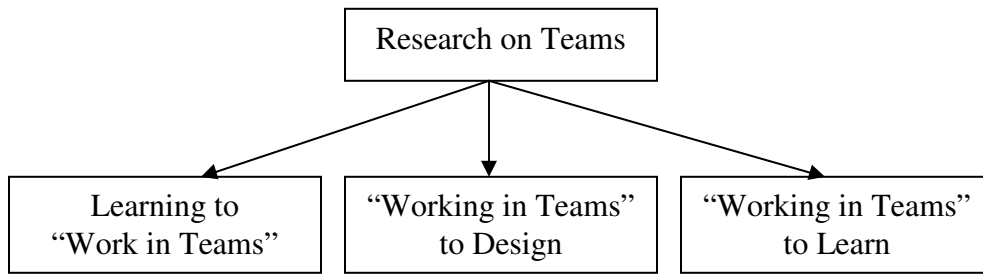 Research on Teams
Learning to
“Work in Teams”
“Working in Teams”
to Design
“Working in Teams”
to Learn